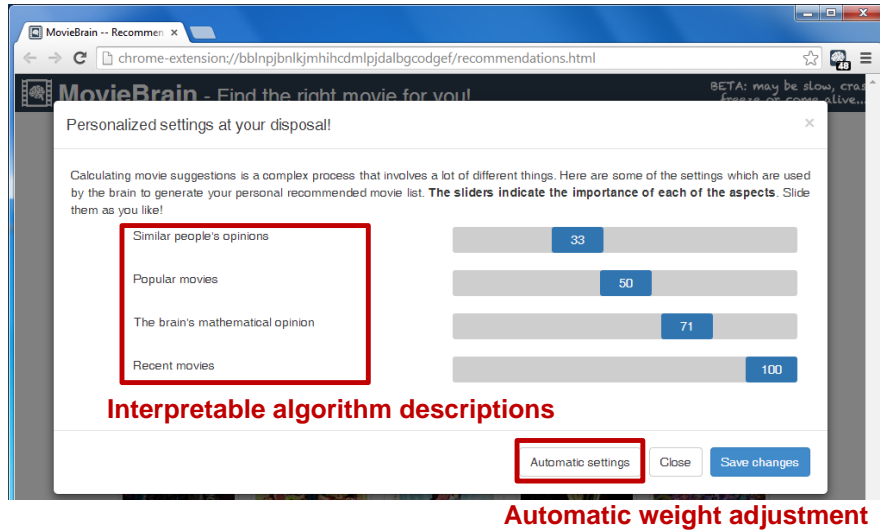 MovieBrain -- Recommen ×
chrome-extension://bblnpjbnlkjmhihcdmlpjdalbgcodgef/recommendations.html
48
MovieBrain - Find the right movie for you!
BETA: may be slow, cras
freeze or come alive...
Personalized settings at your disposal! ×
Calculating movie suggestions is a complex process that involves a lot of different things. Here are some of the settings which are used
by the brain to generate your personal recommended movie list. The sliders indicate the importance of each of the aspects. Slide
them as you like!
Similar people's opinions 33
Popular movies 50
The brain's mathematical opinion 71
Recent movies 100
Interpretable algorithm descriptions
Automatic settings Close Save changes
Automatic weight adjustment